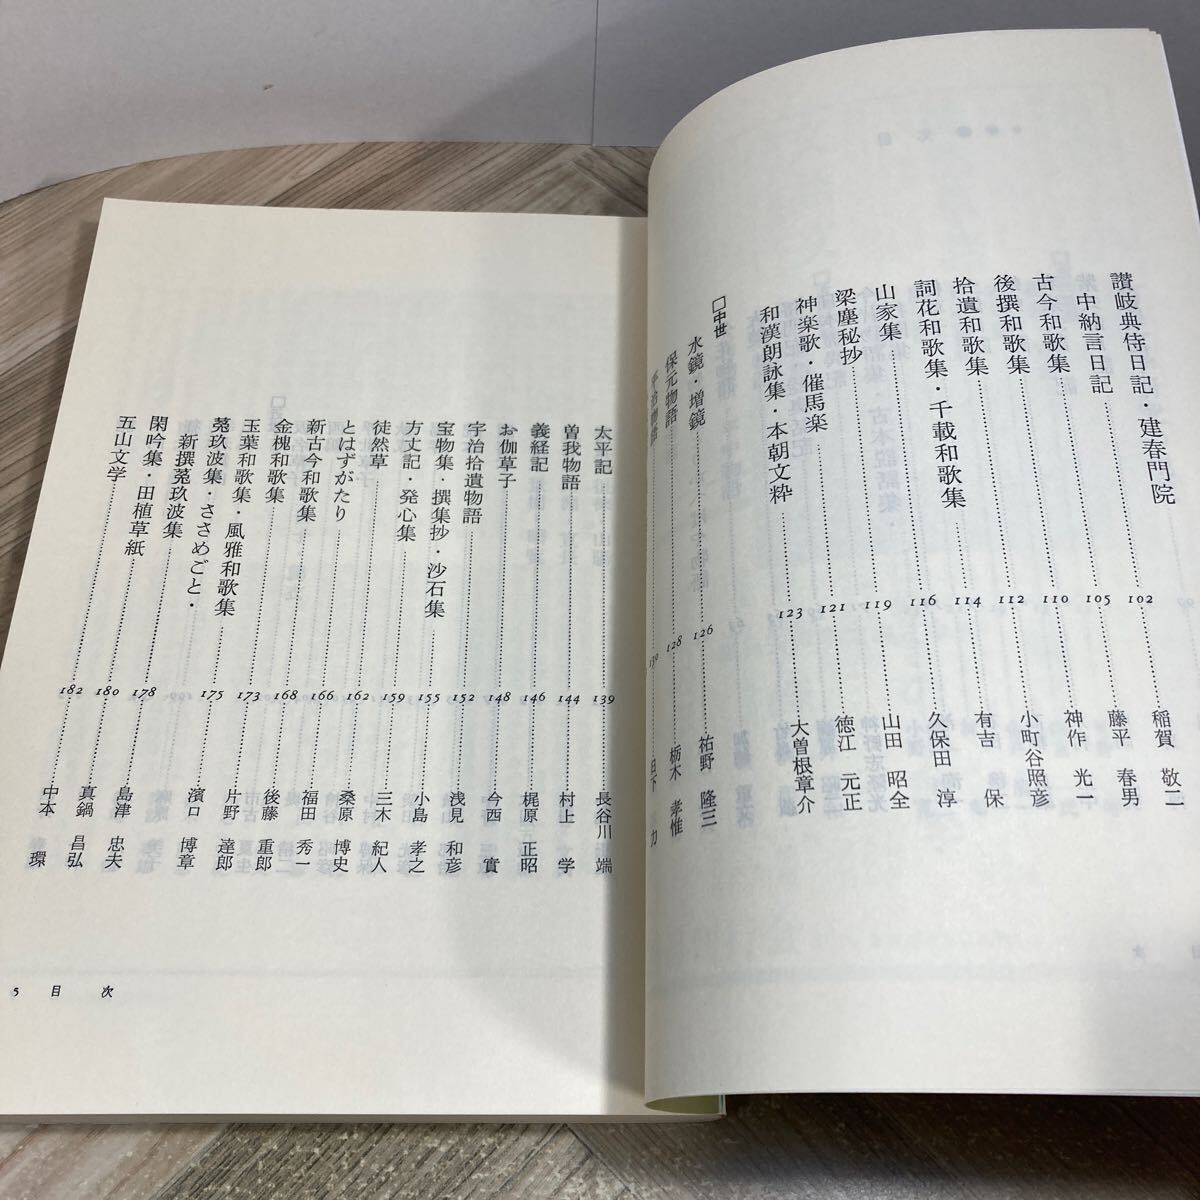 讃岐典侍日記・建春門院
中納言日記 102 稲賀 敬二
古今和歌集 105 藤平 春男
後撰和歌集 110 神作 光一
拾遺和歌集 112 小町谷照彦
詞花和歌集・千載和歌集 114 有吉 保
山家集 116 久保田 淳
梁塵秘抄 119 山田 昭全
神楽歌・催馬楽 121 徳江 元正
和漢朗詠集・本朝文粋 123 大曽根章介
□中世
水鏡・増鏡 126 祐野 隆三
保元物語 128 栃木 孝惟
130 日下 力
太平記 139 長谷川 端
曽我物語 144 村上 学
義経記 146 梶原 正昭
お伽草子 148 今西 實
宇治拾遺物語 152 浅見 和彦
宝物集・撰集抄・沙石集 155 小島 孝之
方丈記・発心集 159 三木 紀人
徒然草 162 桑原 博史
とはずがたり 166 福田 秀一
新古今和歌集 168 後藤 重郎
金槐和歌集 173 片野 達郎
玉葉和歌集・風雅和歌集 175 濱口 博章
菟玖波集・ささめごと・
新撰菟玖波集 178 島津 忠夫
閑吟集・田植草紙 180 真鍋 昌弘
五山文学 182 中本 環
5 目次